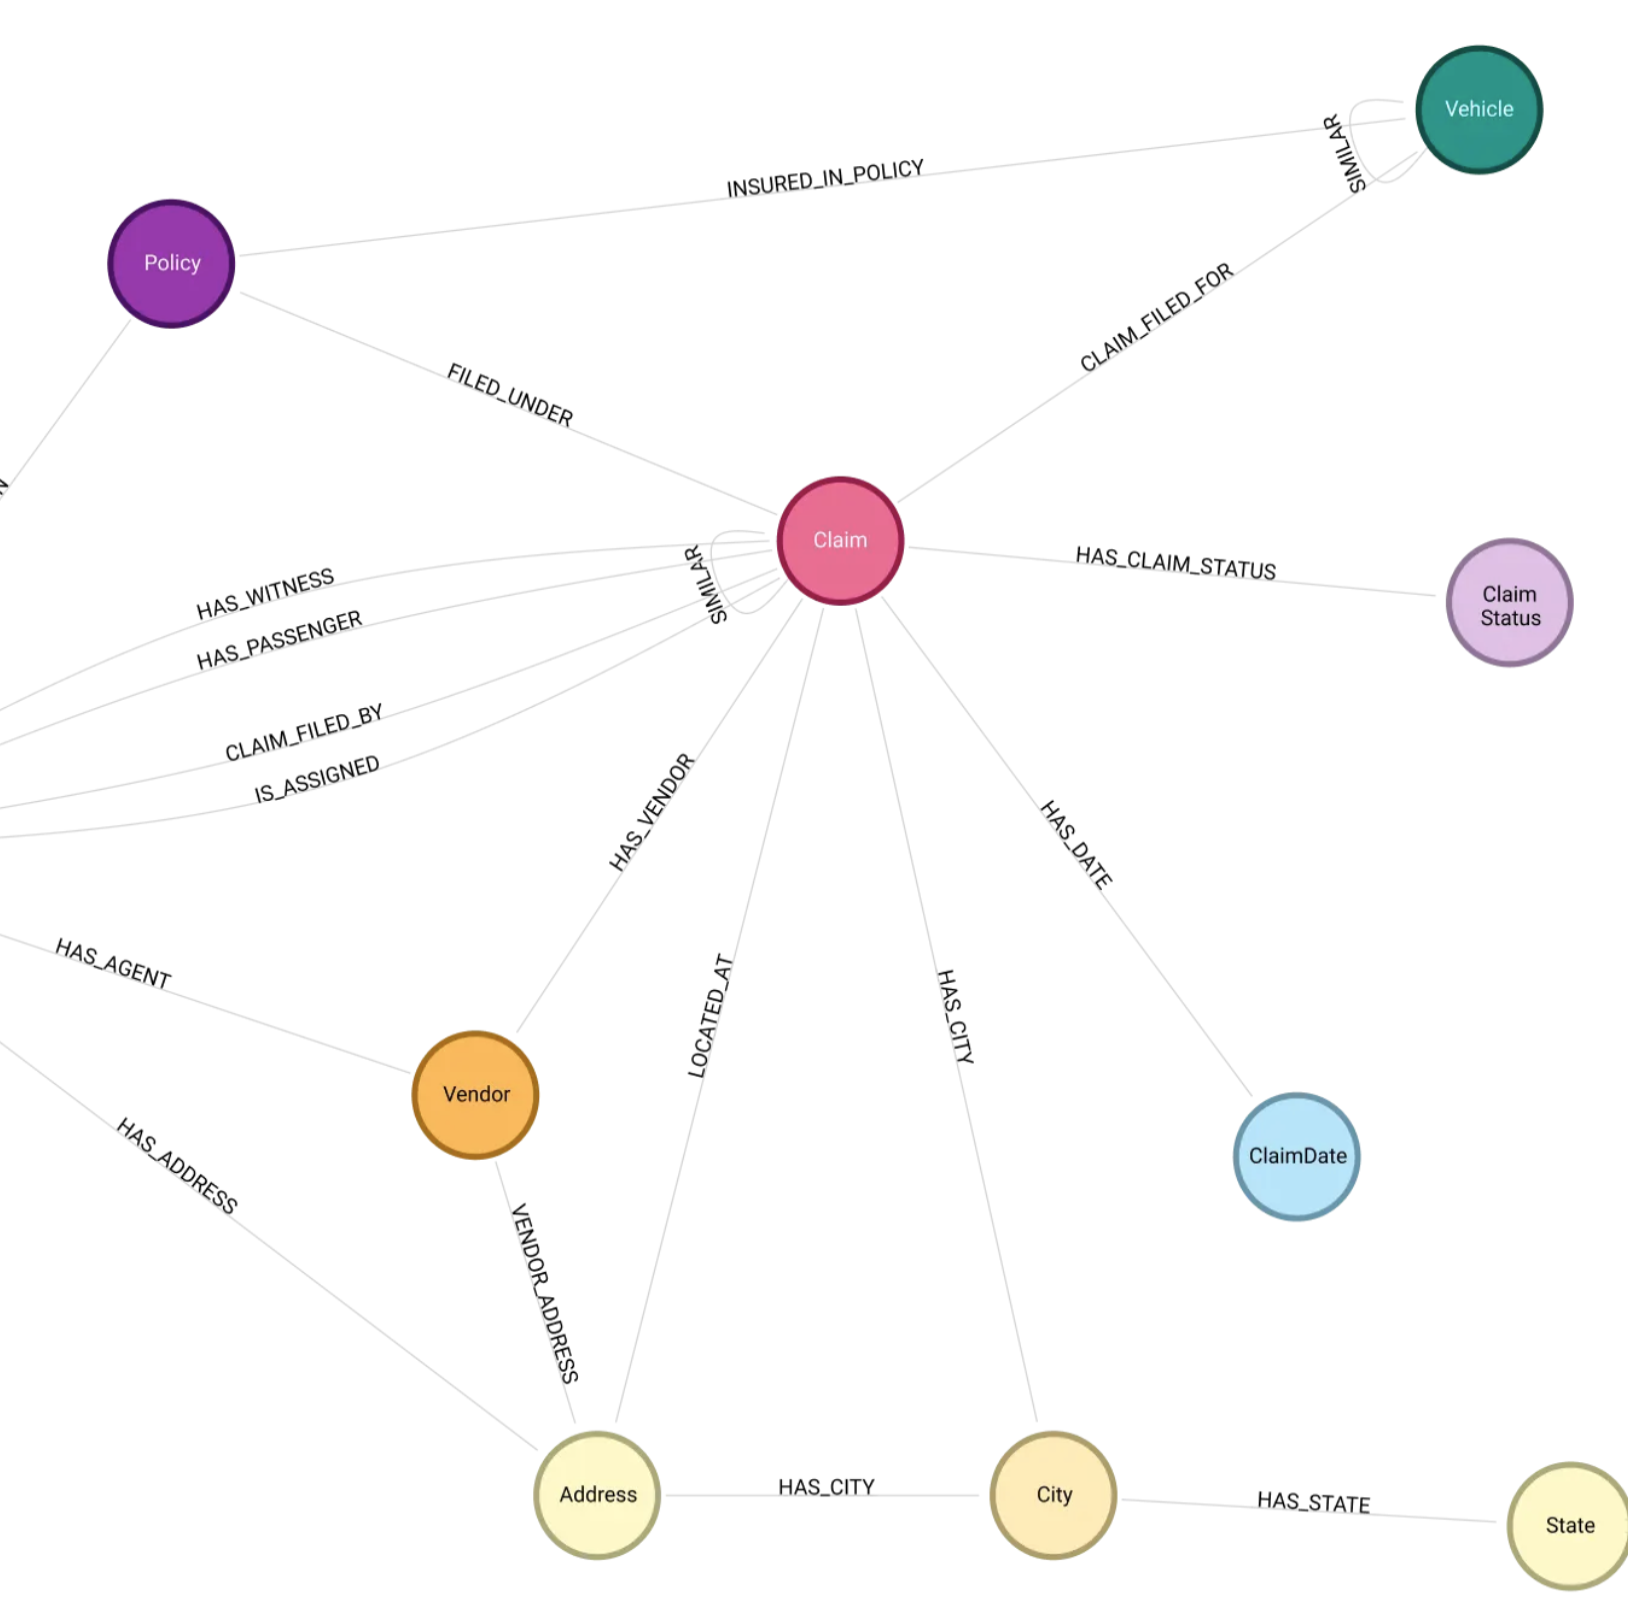 Vehicle
SIMILAR
INSURED_IN_POLICY
Policy
CLAIM_FILED_FOR
FILED_UNDER
N
Claim
SIMILAR
HAS_CLAIM_STATUS
Claim
Status
HAS_WITNESS
HAS_PASSENGER
CLAIM_FILED_BY
IS_ASSIGNED
HAS_VENDOR
HAS_DATE
HAS_AGENT
LOCATED_AT
HAS_CITY
Vendor
ClaimDate
HAS_ADDRESS
VENDOR_ADDRESS
Address
HAS_CITY
City
HAS_STATE
State